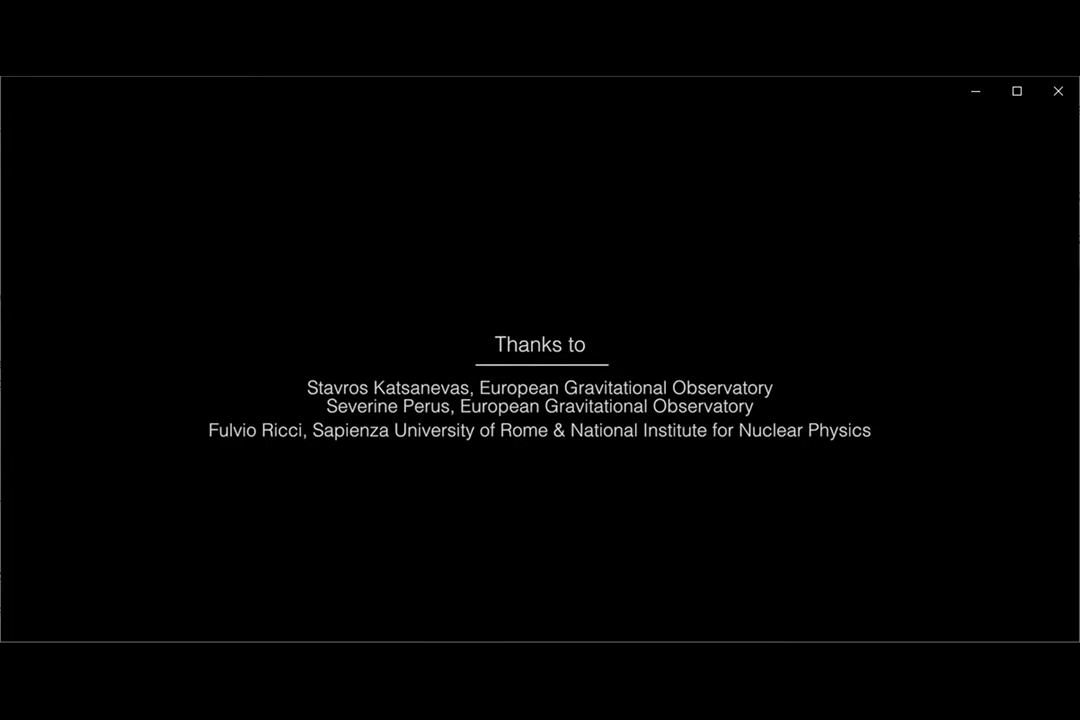 Thanks to
Stavros Katsanevas, European Gravitational Observatory
Severine Perus, European Gravitational Observatory
Fulvio Ricci, Sapienza University of Rome & National Institute for Nuclear Physics